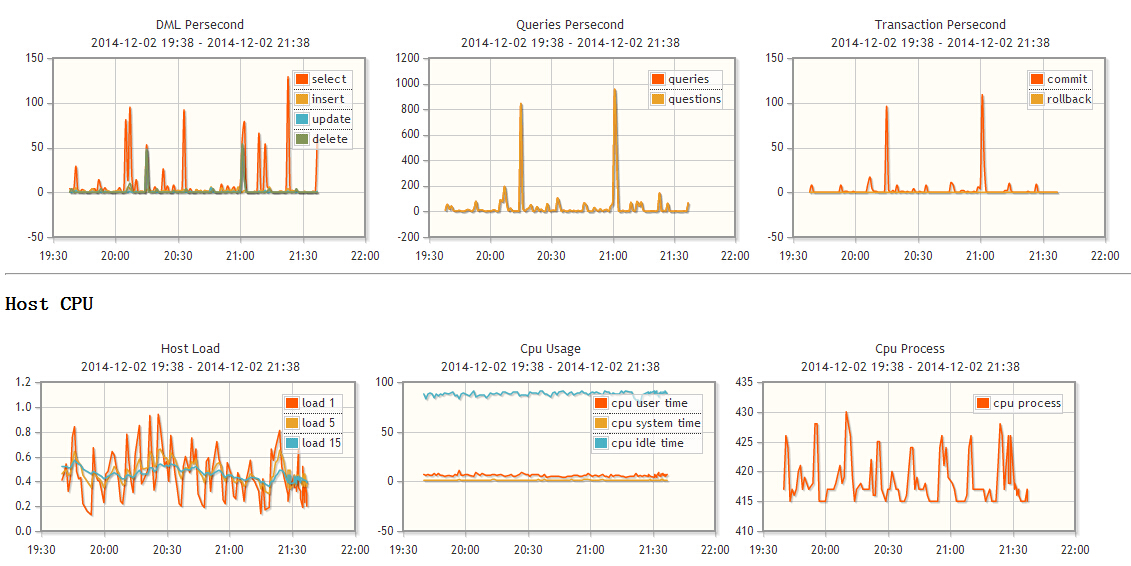 DML Persecond
2014-12-02 19:38 - 2014-12-02 21:38
150
100
50
0
-50
19:30 20:00 20:30 21:00 21:30 22:00
select
insert
update
delete
Queries Persecond
2014-12-02 19:38 - 2014-12-02 21:38
1200
1000
800
600
400
200
0
-200
19:30 20:00 20:30 21:00 21:30 22:00
queries
questions
Transaction Persecond
2014-12-02 19:38 - 2014-12-02 21:38
150
100
50
0
-50
19:30 20:00 20:30 21:00 21:30 22:00
commit
rollback
Host CPU
Host Load
2014-12-02 19:38 - 2014-12-02 21:38
1.2
1.0
0.8
0.6
0.4
0.2
0.0
19:30 20:00 20:30 21:00 21:30 22:00
load 1
load 5
load 15
Cpu Usage
2014-12-02 19:38 - 2014-12-02 21:38
100
50
0
-50
19:30 20:00 20:30 21:00 21:30 22:00
cpu user time
cpu system time
cpu idle time
Cpu Process
2014-12-02 19:38 - 2014-12-02 21:38
435
430
425
420
415
410
19:30 20:00 20:30 21:00 21:30 22:00
cpu process